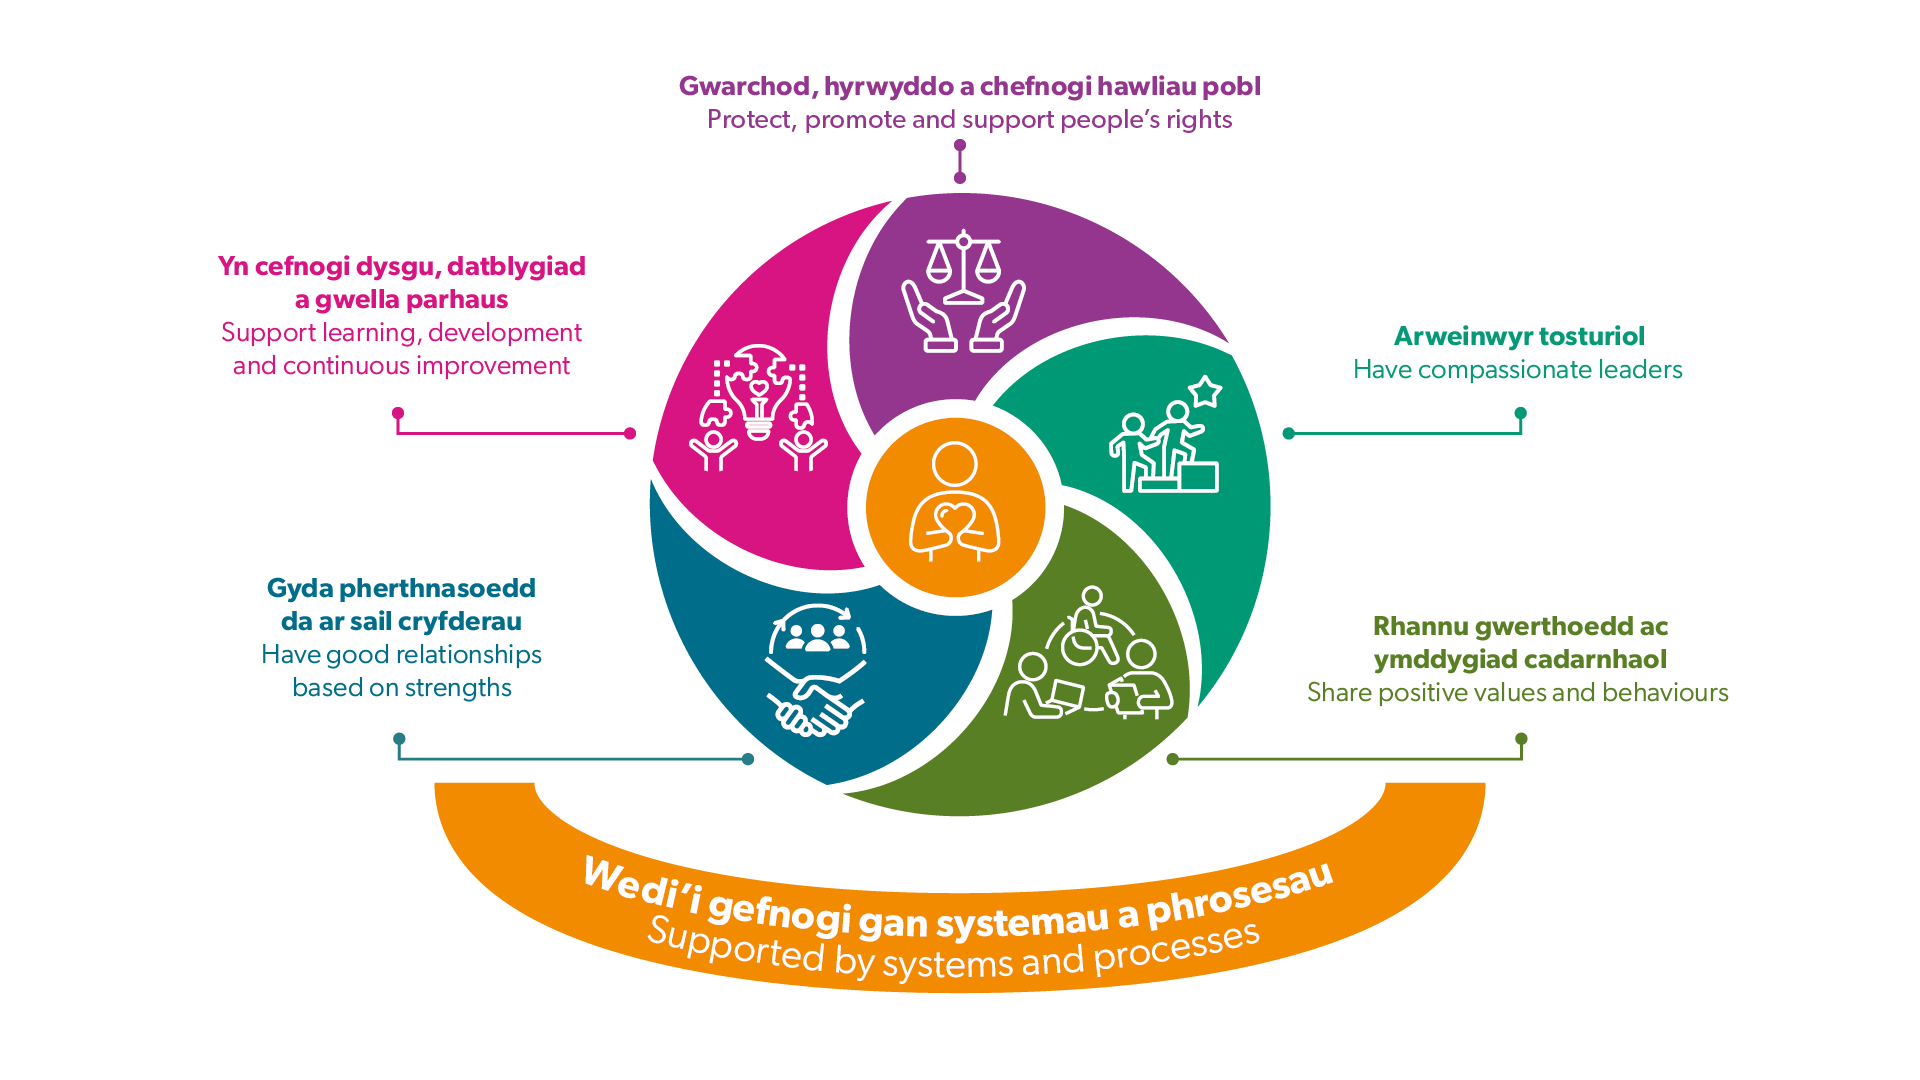 Gwarchod, hyrwyddo a chefnogi hawliau pobl
Protect, promote and support people’s rights
Yn cefnogi dysgu, datblygiad
a gwella parhaus
Support learning, development
and continuous improvement
Arweinwyr tosturiol
Have compassionate leaders
Gyda pherthnasoedd
da ar sail cryfderau
Have good relationships
based on strengths
Rhannu gwerthoedd ac
ymddygiad cadarnhaol
Share positive values and behaviours
Wedi’i gefnogi gan systemau a phrosesau
Supported by systems and processes